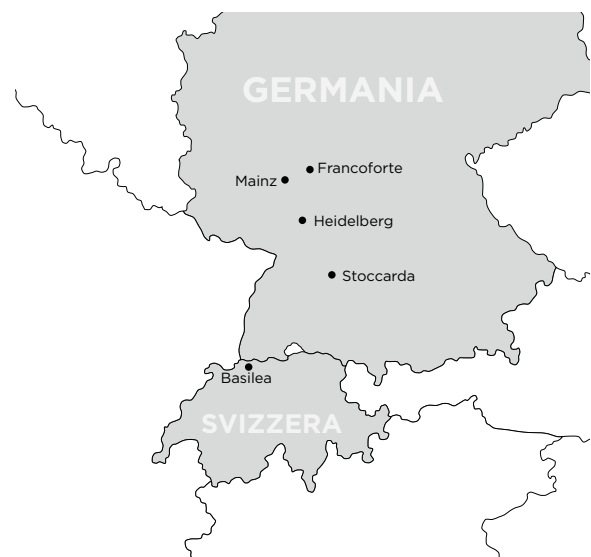 GERMANIA
Francoforte
Mainz
Heidelberg
Stoccarda
Basilea
SVIZZERA